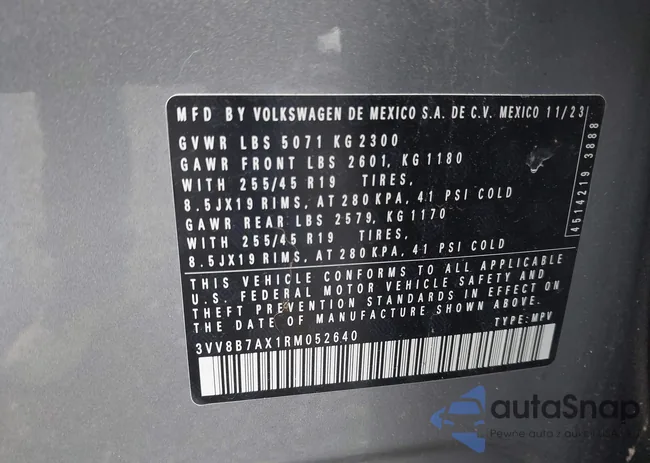 MFD BY VOLKSWAGEN DE MEXICO S.A. DE C.V. MEXICO 11/23
GVWR LBS 5071 KG 2300
GAWR FRONT LBS 2601, KG 1180
WITH 255/45 R19 TIRES,
8.5JX19 RIMS, AT 280 KPA, 41 PSI COLD
GAWR REAR LBS 2579, KG 1170
WITH 255/45 R19 TIRES,
8.5JX19 RIMS, AT 280 KPA, 41 PSI COLD
THIS VEHICLE CONFORMS TO ALL APPLICABLE
U.S. FEDERAL MOTOR VEHICLE SAFETY AND
THEFT PREVENTION STANDARDS IN EFFECT ON
THE DATE OF MANUFACTURE SHOWN ABOVE.
TYPE: MPV
3VV8B7AX1RM052640
4514219 3888
autoSnap
Pewne auta z